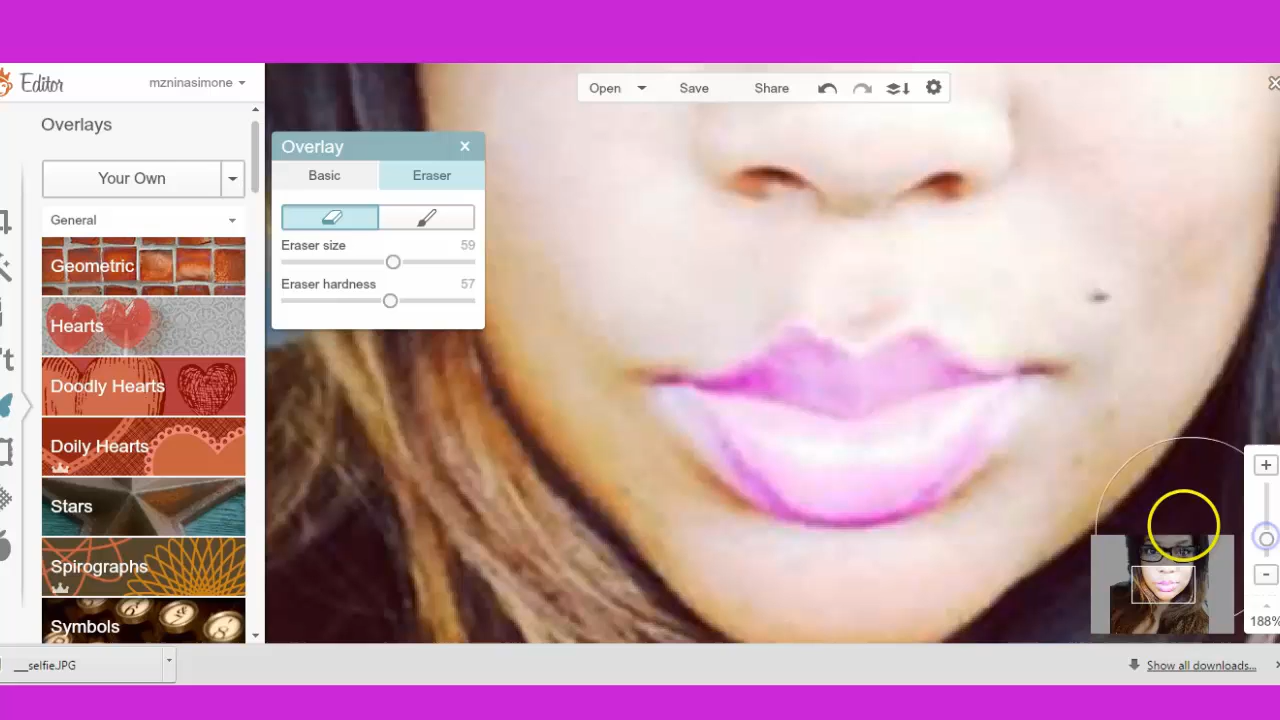 Editor
mzninasimone
Open
Save
Share
Overlays
Your Own
General
Geometric
Hearts
Doodly Hearts
Doily Hearts
Stars
Spirographs
Symbols
Overlay
Basic
Eraser
Eraser size 59
Eraser hardness 57
188%
__selfie.JPG
Show all downloads...